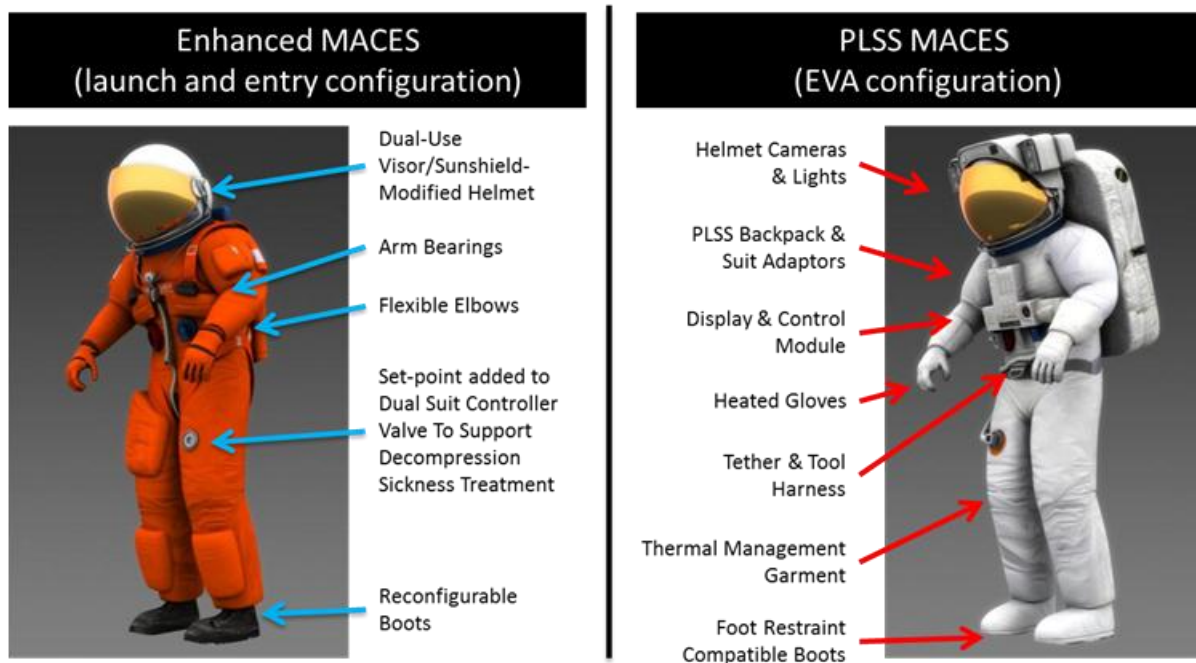 Enhanced MACES
(launch and entry configuration)
Dual-Use
Visor/Sunshield-
Modified Helmet
Arm Bearings
Flexible Elbows
Set-point added to
Dual Suit Controller
Valve To Support
Decompression
Sickness Treatment
Reconfigurable
Boots
PLSS MACES
(EVA configuration)
Helmet Cameras
& Lights
PLSS Backpack &
Suit Adaptors
Display & Control
Module
Heated Gloves
Tether & Tool
Harness
Thermal Management
Garment
Foot Restraint
Compatible Boots